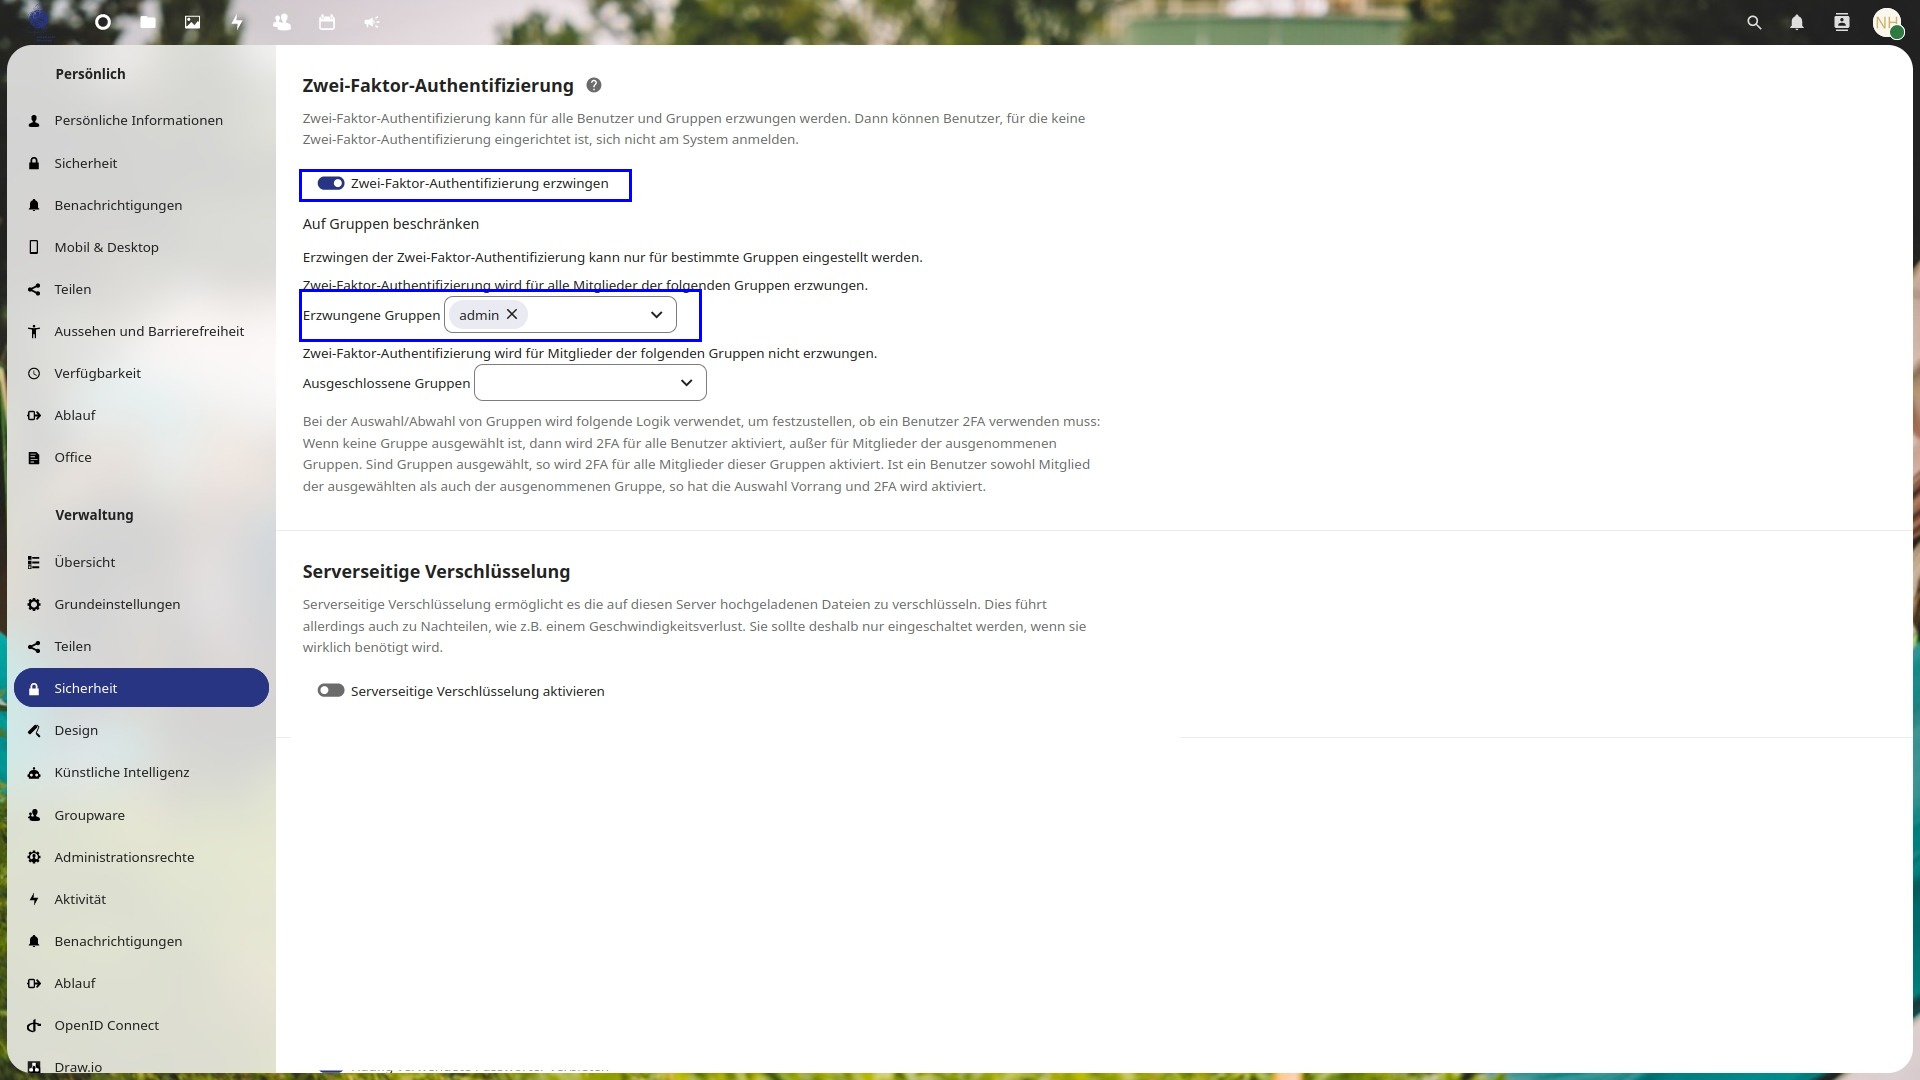 NH
Persönlich
Persönliche Informationen
Sicherheit
Benachrichtigungen
Mobil & Desktop
Teilen
Aussehen und Barrierefreiheit
Verfügbarkeit
Ablauf
Office
Verwaltung
Übersicht
Grundeinstellungen
Teilen
Sicherheit
Design
Künstliche Intelligenz
Groupware
Administrationsrechte
Aktivität
Benachrichtigungen
Ablauf
OpenID Connect
Draw.io
Zwei-Faktor-Authentifizierung
Zwei-Faktor-Authentifizierung kann für alle Benutzer und Gruppen erzwungen werden. Dann können Benutzer, für die keine
Zwei-Faktor-Authentifizierung eingerichtet ist, sich nicht am System anmelden.
Zwei-Faktor-Authentifizierung erzwingen
Auf Gruppen beschränken
Erzwingen der Zwei-Faktor-Authentifizierung kann nur für bestimmte Gruppen eingestellt werden.
Zwei-Faktor-Authentifizierung wird für alle Mitglieder der folgenden Gruppen erzwungen.
Erzwungene Gruppen admin
Zwei-Faktor-Authentifizierung wird für Mitglieder der folgenden Gruppen nicht erzwungen.
Ausgeschlossene Gruppen
Bei der Auswahl/Abwahl von Gruppen wird folgende Logik verwendet, um festzustellen, ob ein Benutzer 2FA verwenden muss:
Wenn keine Gruppe ausgewählt ist, dann wird 2FA für alle Benutzer aktiviert, außer für Mitglieder der ausgenommenen
Gruppen. Sind Gruppen ausgewählt, so wird 2FA für alle Mitglieder dieser Gruppen aktiviert. Ist ein Benutzer sowohl Mitglied
der ausgewählten als auch der ausgenommenen Gruppe, so hat die Auswahl Vorrang und 2FA wird aktiviert.
Serverseitige Verschlüsselung
Serverseitige Verschlüsselung ermöglicht es die auf diesen Server hochgeladenen Dateien zu verschlüsseln. Dies führt
allerdings auch zu Nachteilen, wie z.B. einem Geschwindigkeitsverlust. Sie sollte deshalb nur eingeschaltet werden, wenn sie
wirklich benötigt wird.
Serverseitige Verschlüsselung aktivieren